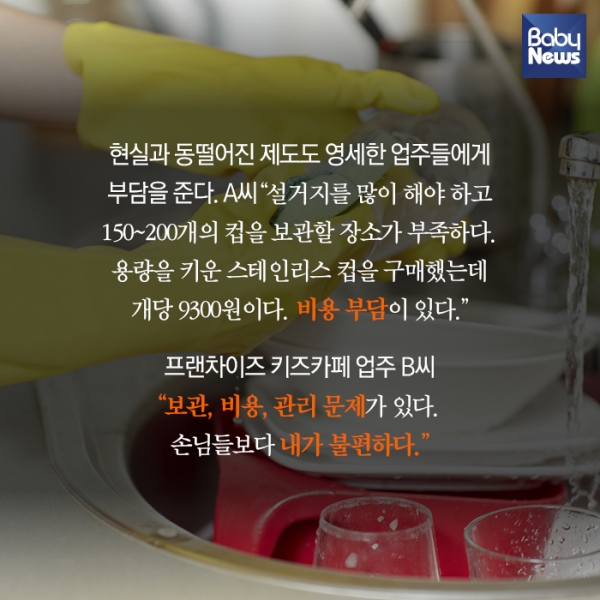 Baby
News
현실과 동떨어진 제도도 영세한 업주들에게
부담을 준다. A씨 “설거지를 많이 해야 하고
150~200개의 컵을 보관할 장소가 부족하다.
용량을 키운 스테인리스 컵을 구매했는데
개당 9300원이다. 비용 부담이 있다.”
프랜차이즈 키즈카페 업주 B씨
“보관, 비용, 관리 문제가 있다.
손님들보다 내가 불편하다.”